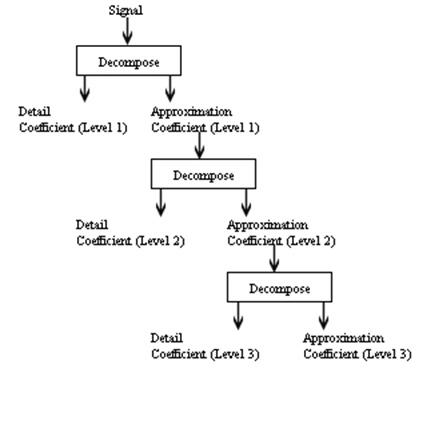 Signal
Decompose
Detail
Coefficient (Level 1)
Approximation
Coefficient (Level 1)
Decompose
Detail
Coefficient (Level 2)
Approximation
Coefficient (Level 2)
Decompose
Detail
Coefficient (Level 3)
Approximation
Coefficient (Level 3)